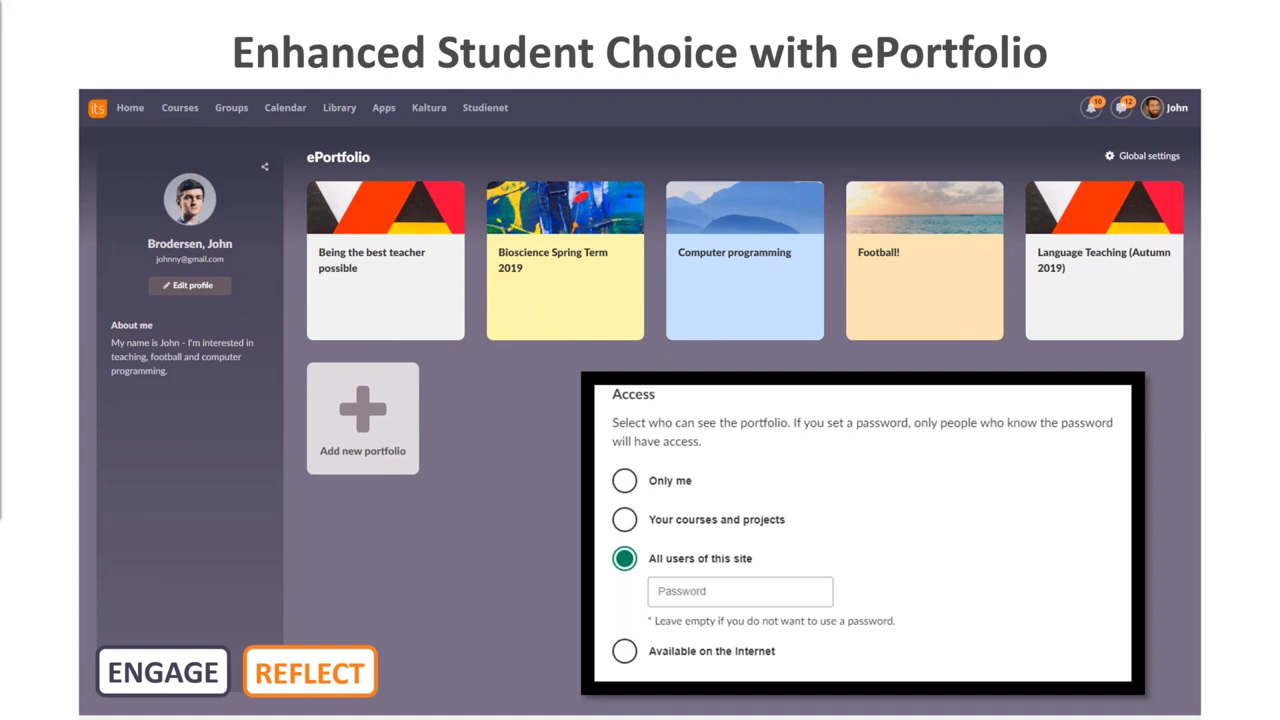 Enhanced Student Choice with ePortfolio
its Home Courses Groups Calendar Library Apps Kaltura Studienet 10 12 John
ePortfolio Global settings
Brodersen, John
johnny@gmail.com
Edit profile
About me
My name is John - I'm interested in
teaching, football and computer
programming.
Being the best teacher
possible
Bioscience Spring Term
2019
Computer programming
Football!
Language Teaching (Autumn
2019)
Add new portfolio
Access
Select who can see the portfolio. If you set a password, only people who know the password
will have access.
Only me
Your courses and projects
All users of this site
Password
* Leave empty if you do not want to use a password.
Available on the Internet
ENGAGE REFLECT